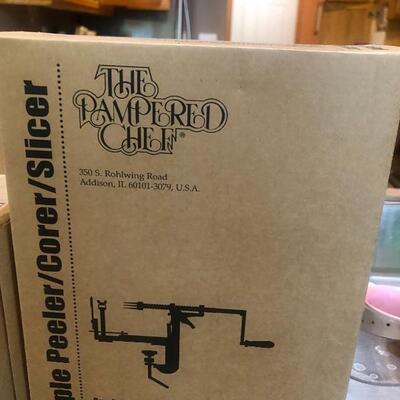 THE
PAMPERED
CHEF®
350 S. Rohlwing Road
Addison, IL 60101-3079, U.S.A.
ple Peeler/Corer/Slicer